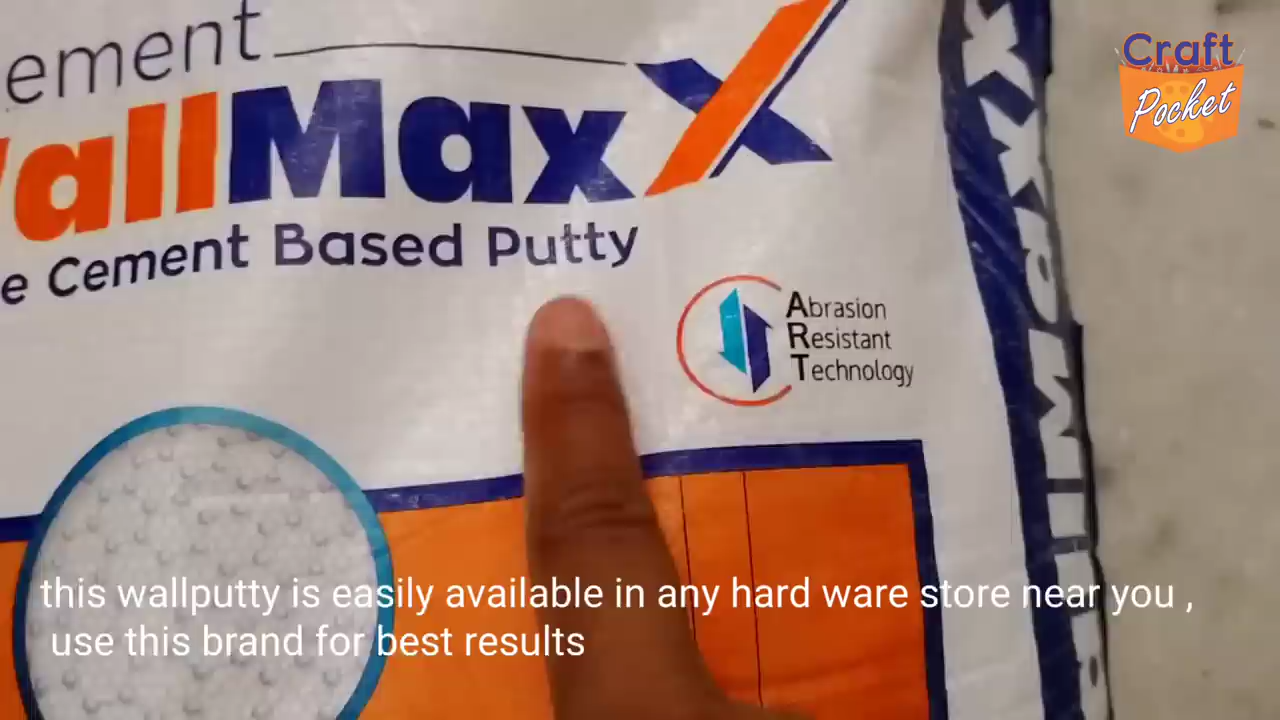 Craft
Pocket
ement
allMaxX
e Cement Based Putty
Abrasion
Resistant
Technology
this wallputty is easily available in any hard ware store near you ,
use this brand for best results